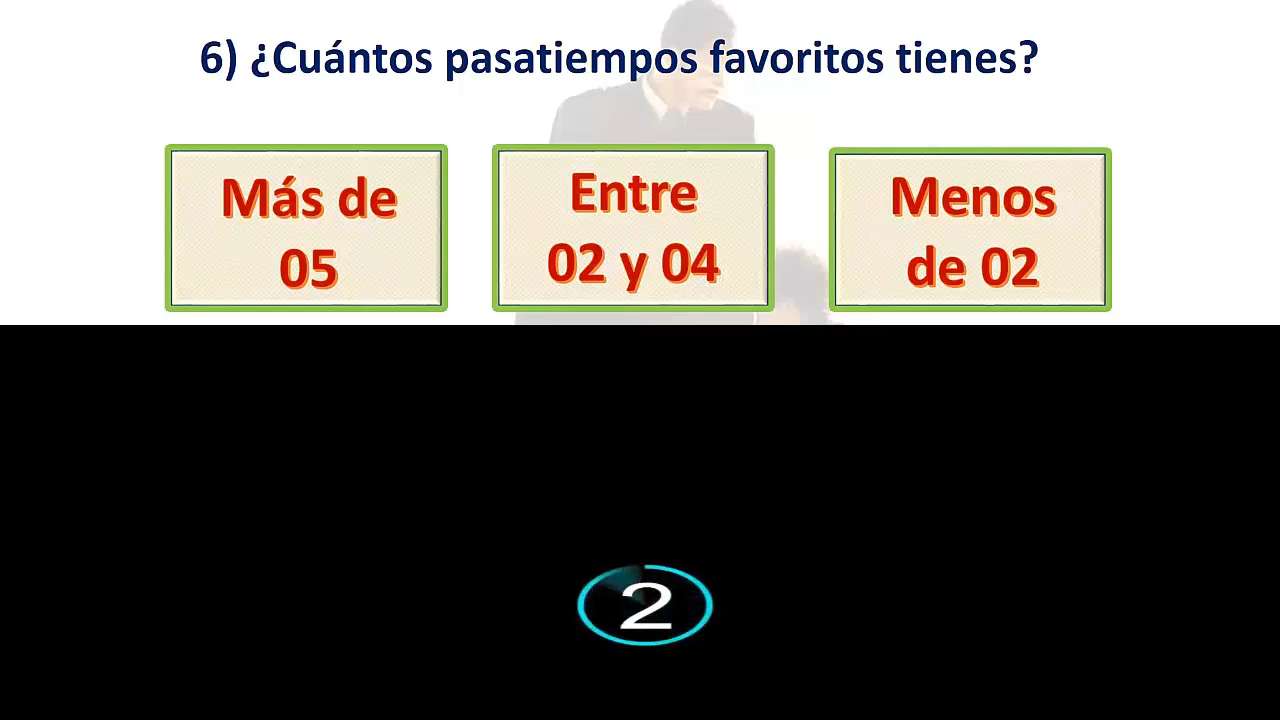 6) ¿Cuántos pasatiempos favoritos tienes?
Más de
05
Entre
02 y 04
Menos
de 02
2